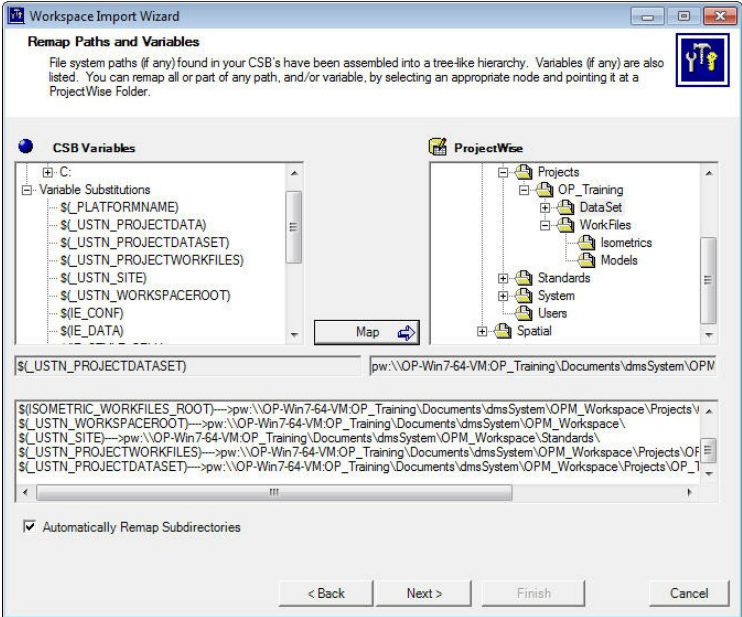 Workspace Import Wizard
Remap Paths and Variables
File system paths (if any) found in your CSB's have been assembled into a tree-like hierarchy. Variables (if any) are also
listed. You can remap all or part of any path, and/or variable, by selecting an appropriate node and pointing it at a
ProjectWise Folder.
CSB Variables
C:
Variable Substitutions
$(_PLATFORMNAME)
$(_USTN_PROJECTDATA)
$(_USTN_PROJECTDATASET)
$(_USTN_PROJECTWORKFILES)
$(_USTN_SITE)
$(_USTN_WORKSPACEROOT)
$(IE_CONF)
$(IE_DATA)
Map
ProjectWise
Projects
OP_Training
DataSet
WorkFiles
Isometrics
Models
Standards
System
Users
Spatial
$(_USTN_PROJECTDATASET)
pw:\\OP-Win7-64-VM:OP_Training\Documents\dmsSystem\OPM
$(ISOMETRIC_WORKFILES_ROOT)--->pw:\\OP-Win7-64-VM:OP_Training\Documents\dmsSystem\OPM_Workspace\Projects\
$(_USTN_WORKSPACEROOT)--->pw:\\OP-Win7-64-VM:OP_Training\Documents\dmsSystem\OPM_Workspace\
$(_USTN_SITE)--->pw:\\OP-Win7-64-VM:OP_Training\Documents\dmsSystem\OPM_Workspace\Standards\
$(_USTN_PROJECTWORKFILES)--->pw:\\OP-Win7-64-VM:OP_Training\Documents\dmsSystem\OPM_Workspace\Projects\OF
$(_USTN_PROJECTDATASET)--->pw:\\OP-Win7-64-VM:OP_Training\Documents\dmsSystem\OPM_Workspace\Projects\OP_T
Automatically Remap Subdirectories
< Back
Next >
Finish
Cancel